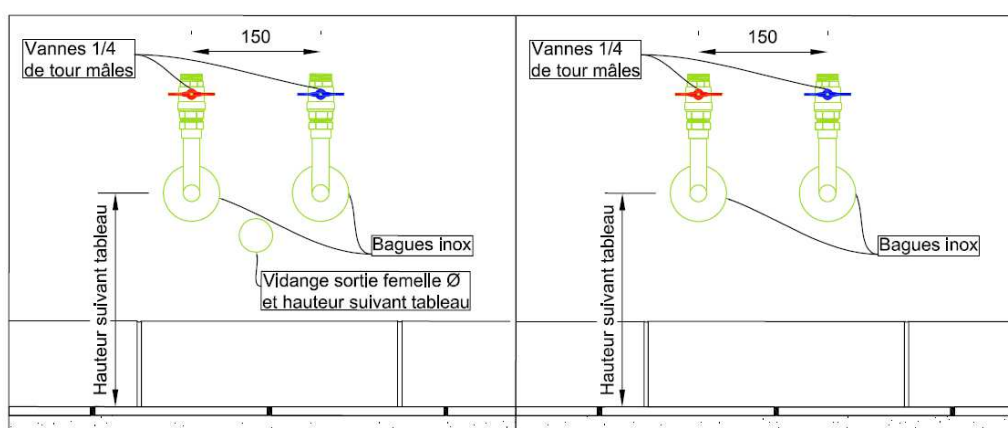 150
Vannes 1/4
de tour mâles
Bagues inox
Vidange sortie femelle Ø
et hauteur suivant tableau
Hauteur suivant tableau
150
Vannes 1/4
de tour mâles
Bagues inox
Hauteur suivant tableau